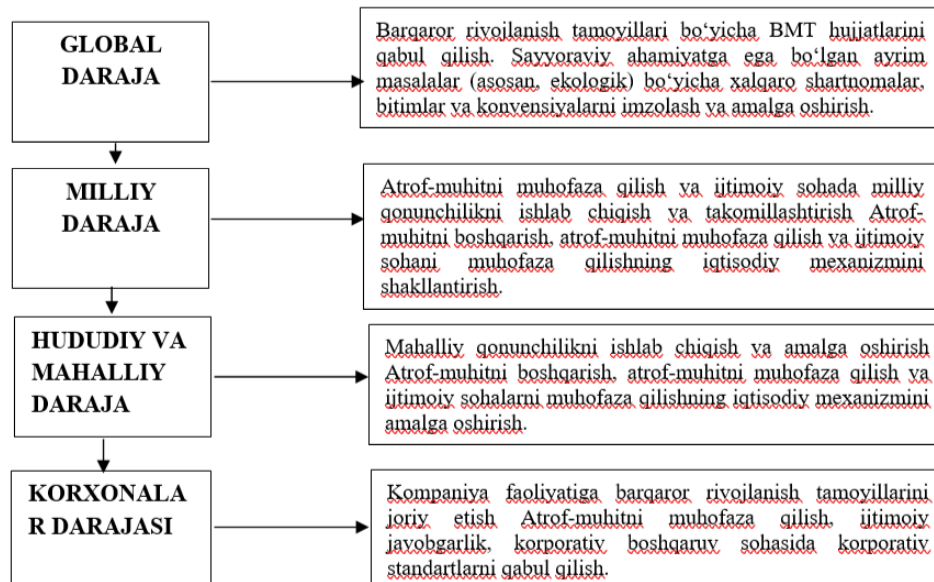 GLOBAL
DARAJA
Barqaror rivojlanish tamoyillari bo‘yicha BMT hujjatlarini
qabul qilish. Sayyoraviy ahamiyatga ega bo‘lgan ayrim
masalalar (asosan, ekologik) bo‘yicha xalqaro shartnomalar,
bitimlar va konvensiyalarni imzolash va amalga oshirish.
MILLIY
DARAJA
Atrof-muhitni muhofaza qilish va ijtimoiy sohada milliy
qonunchilikni ishlab chiqish va takomillashtirish Atrof-
muhitni boshqarish, atrof-muhitni muhofaza qilish va ijtimoiy
sohani muhofaza qilishning iqtisodiy mexanizmini
shakllantirish.
HUDUDIY VA
MAHALLIY
DARAJA
Mahalliy qonunchilikni ishlab chiqish va amalga oshirish
Atrof-muhitni boshqarish, atrof-muhitni muhofaza qilish va
ijtimoiy sohalarni muhofaza qilishning iqtisodiy mexanizmini
amalga oshirish.
KORXONALA
R DARAJASI
Kompaniya faoliyatiga barqaror rivojlanish tamoyillarini
joriy etish Atrof-muhitni muhofaza qilish, ijtimoiy
javobgarlik, korporativ boshqaruv sohasida korporativ
standartlarni qabul qilish.